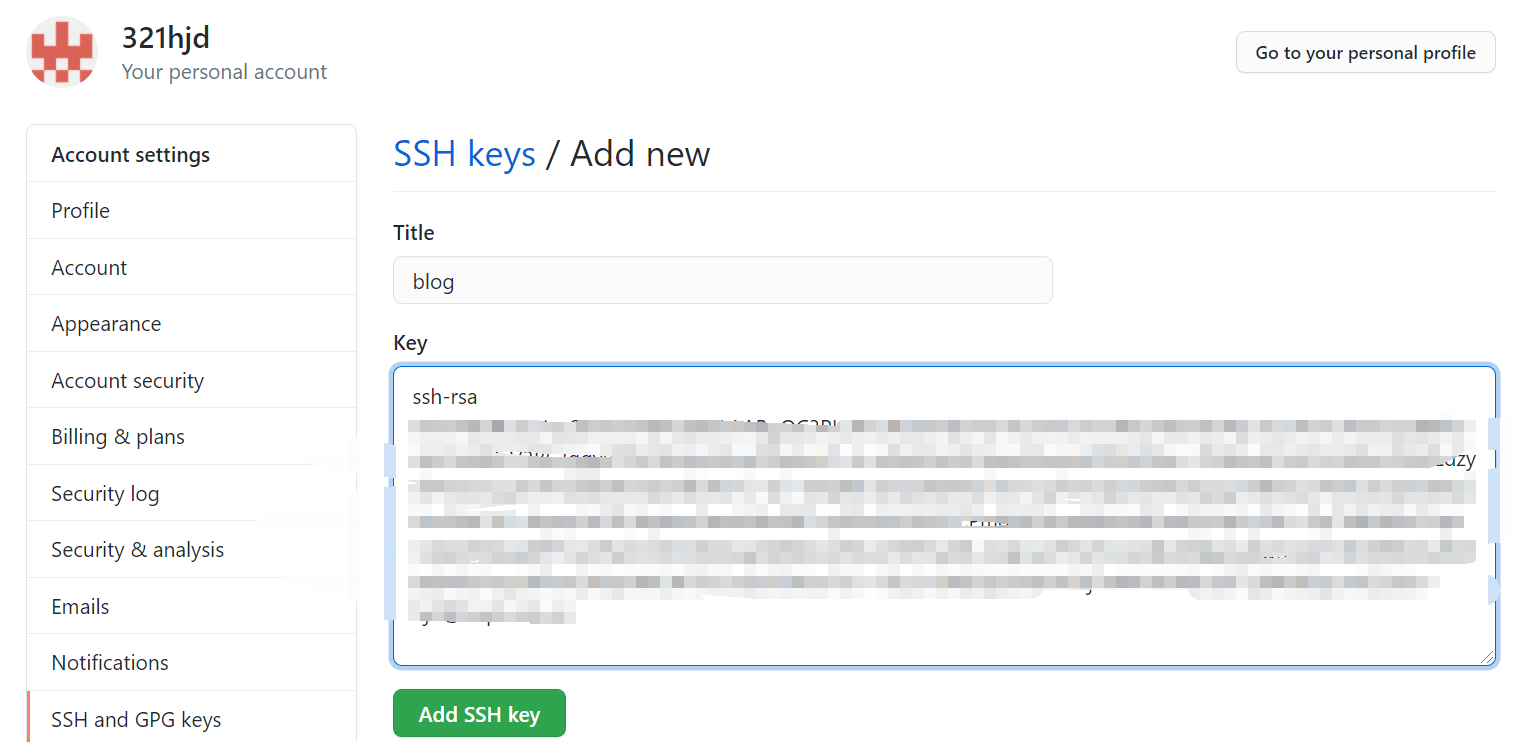 321hjd
Your personal account
Go to your personal profile
Account settings
Profile
Account
Appearance
Account security
Billing & plans
Security log
Security & analysis
Emails
Notifications
SSH and GPG keys
SSH keys / Add new
Title
blog
Key
ssh-rsa
Add SSH key